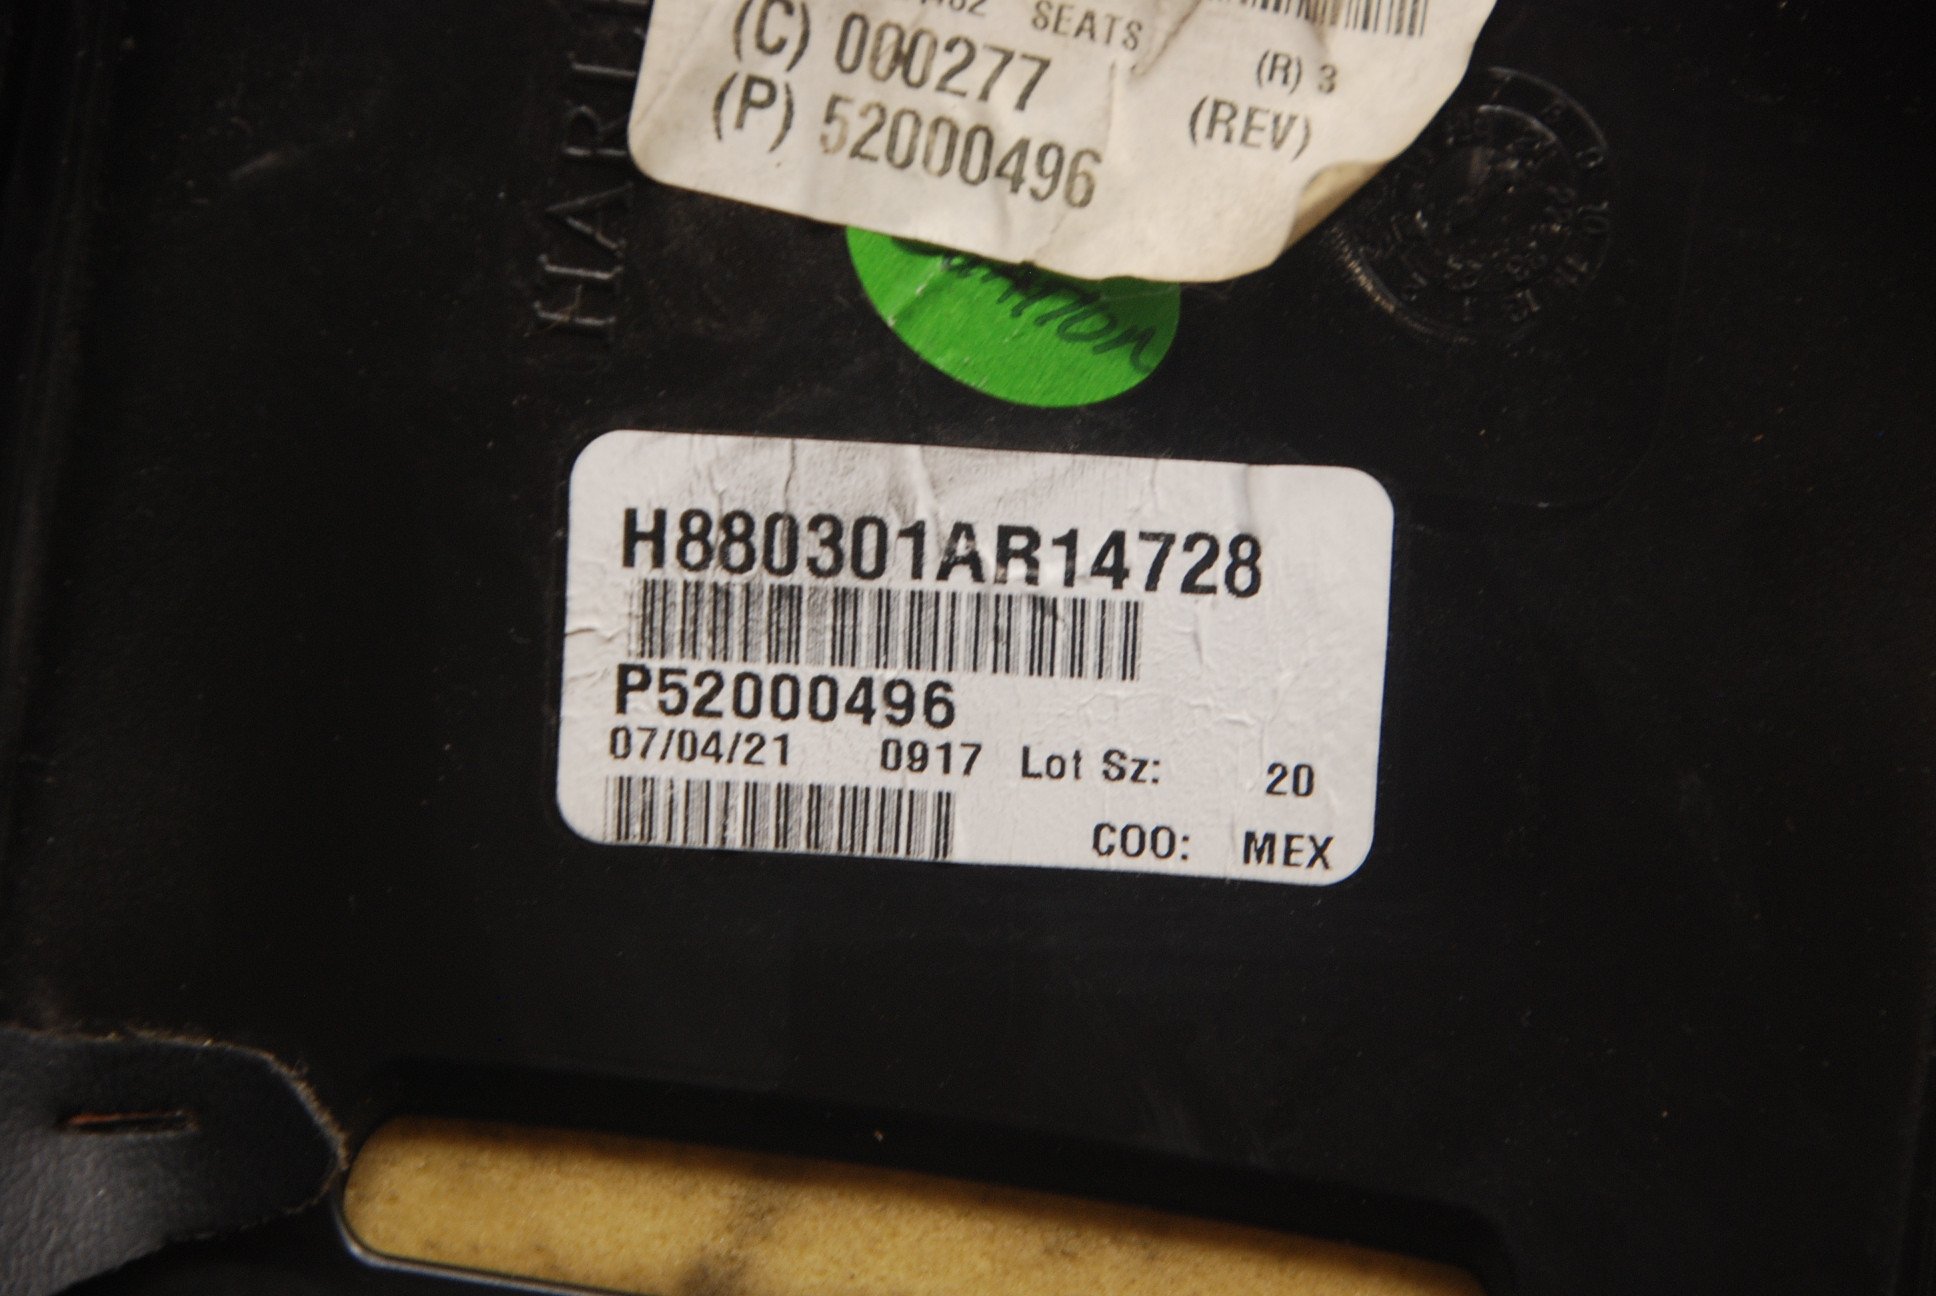 SEATS
(C) 000277
(R) 3
(P) 52000496
(REV)
H880301AR14728
P52000496
07/04/21 0917 Lot Sz: 20
COO: MEX